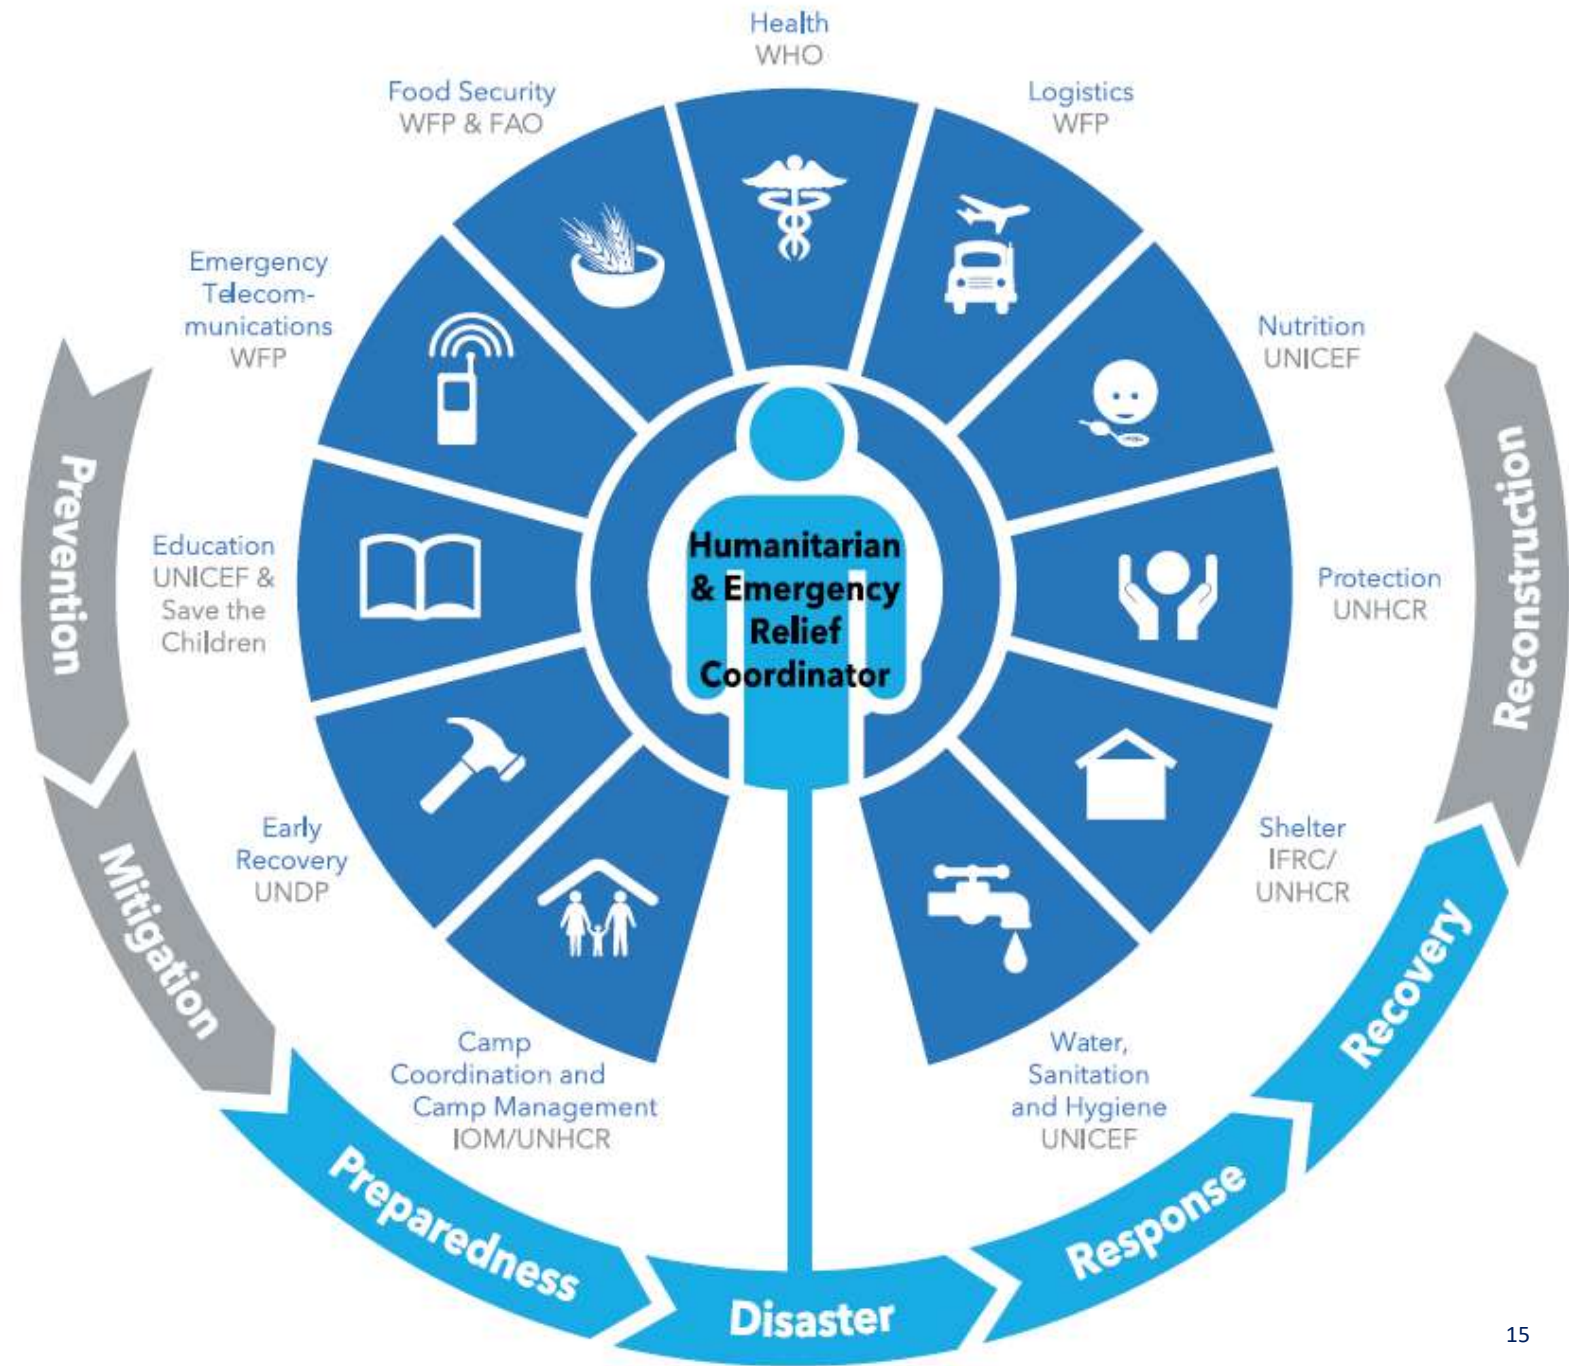 Health
WHO
Food Security
WFP & FAO
Logistics
WFP
Emergency
Telecom-
munications
WFP
Nutrition
UNICEF
Education
UNICEF &
Save the
Children
Protection
UNHCR
Humanitarian
& Emergency
Relief
Coordinator
Early
Recovery
UNDP
Shelter
IFRC/
UNHCR
Camp
Coordination and
Camp Management
IOM/UNHCR
Water,
Sanitation
and Hygiene
UNICEF
Prevention
Mitigation
Preparedness
Disaster
Response
Recovery
Reconstruction
15